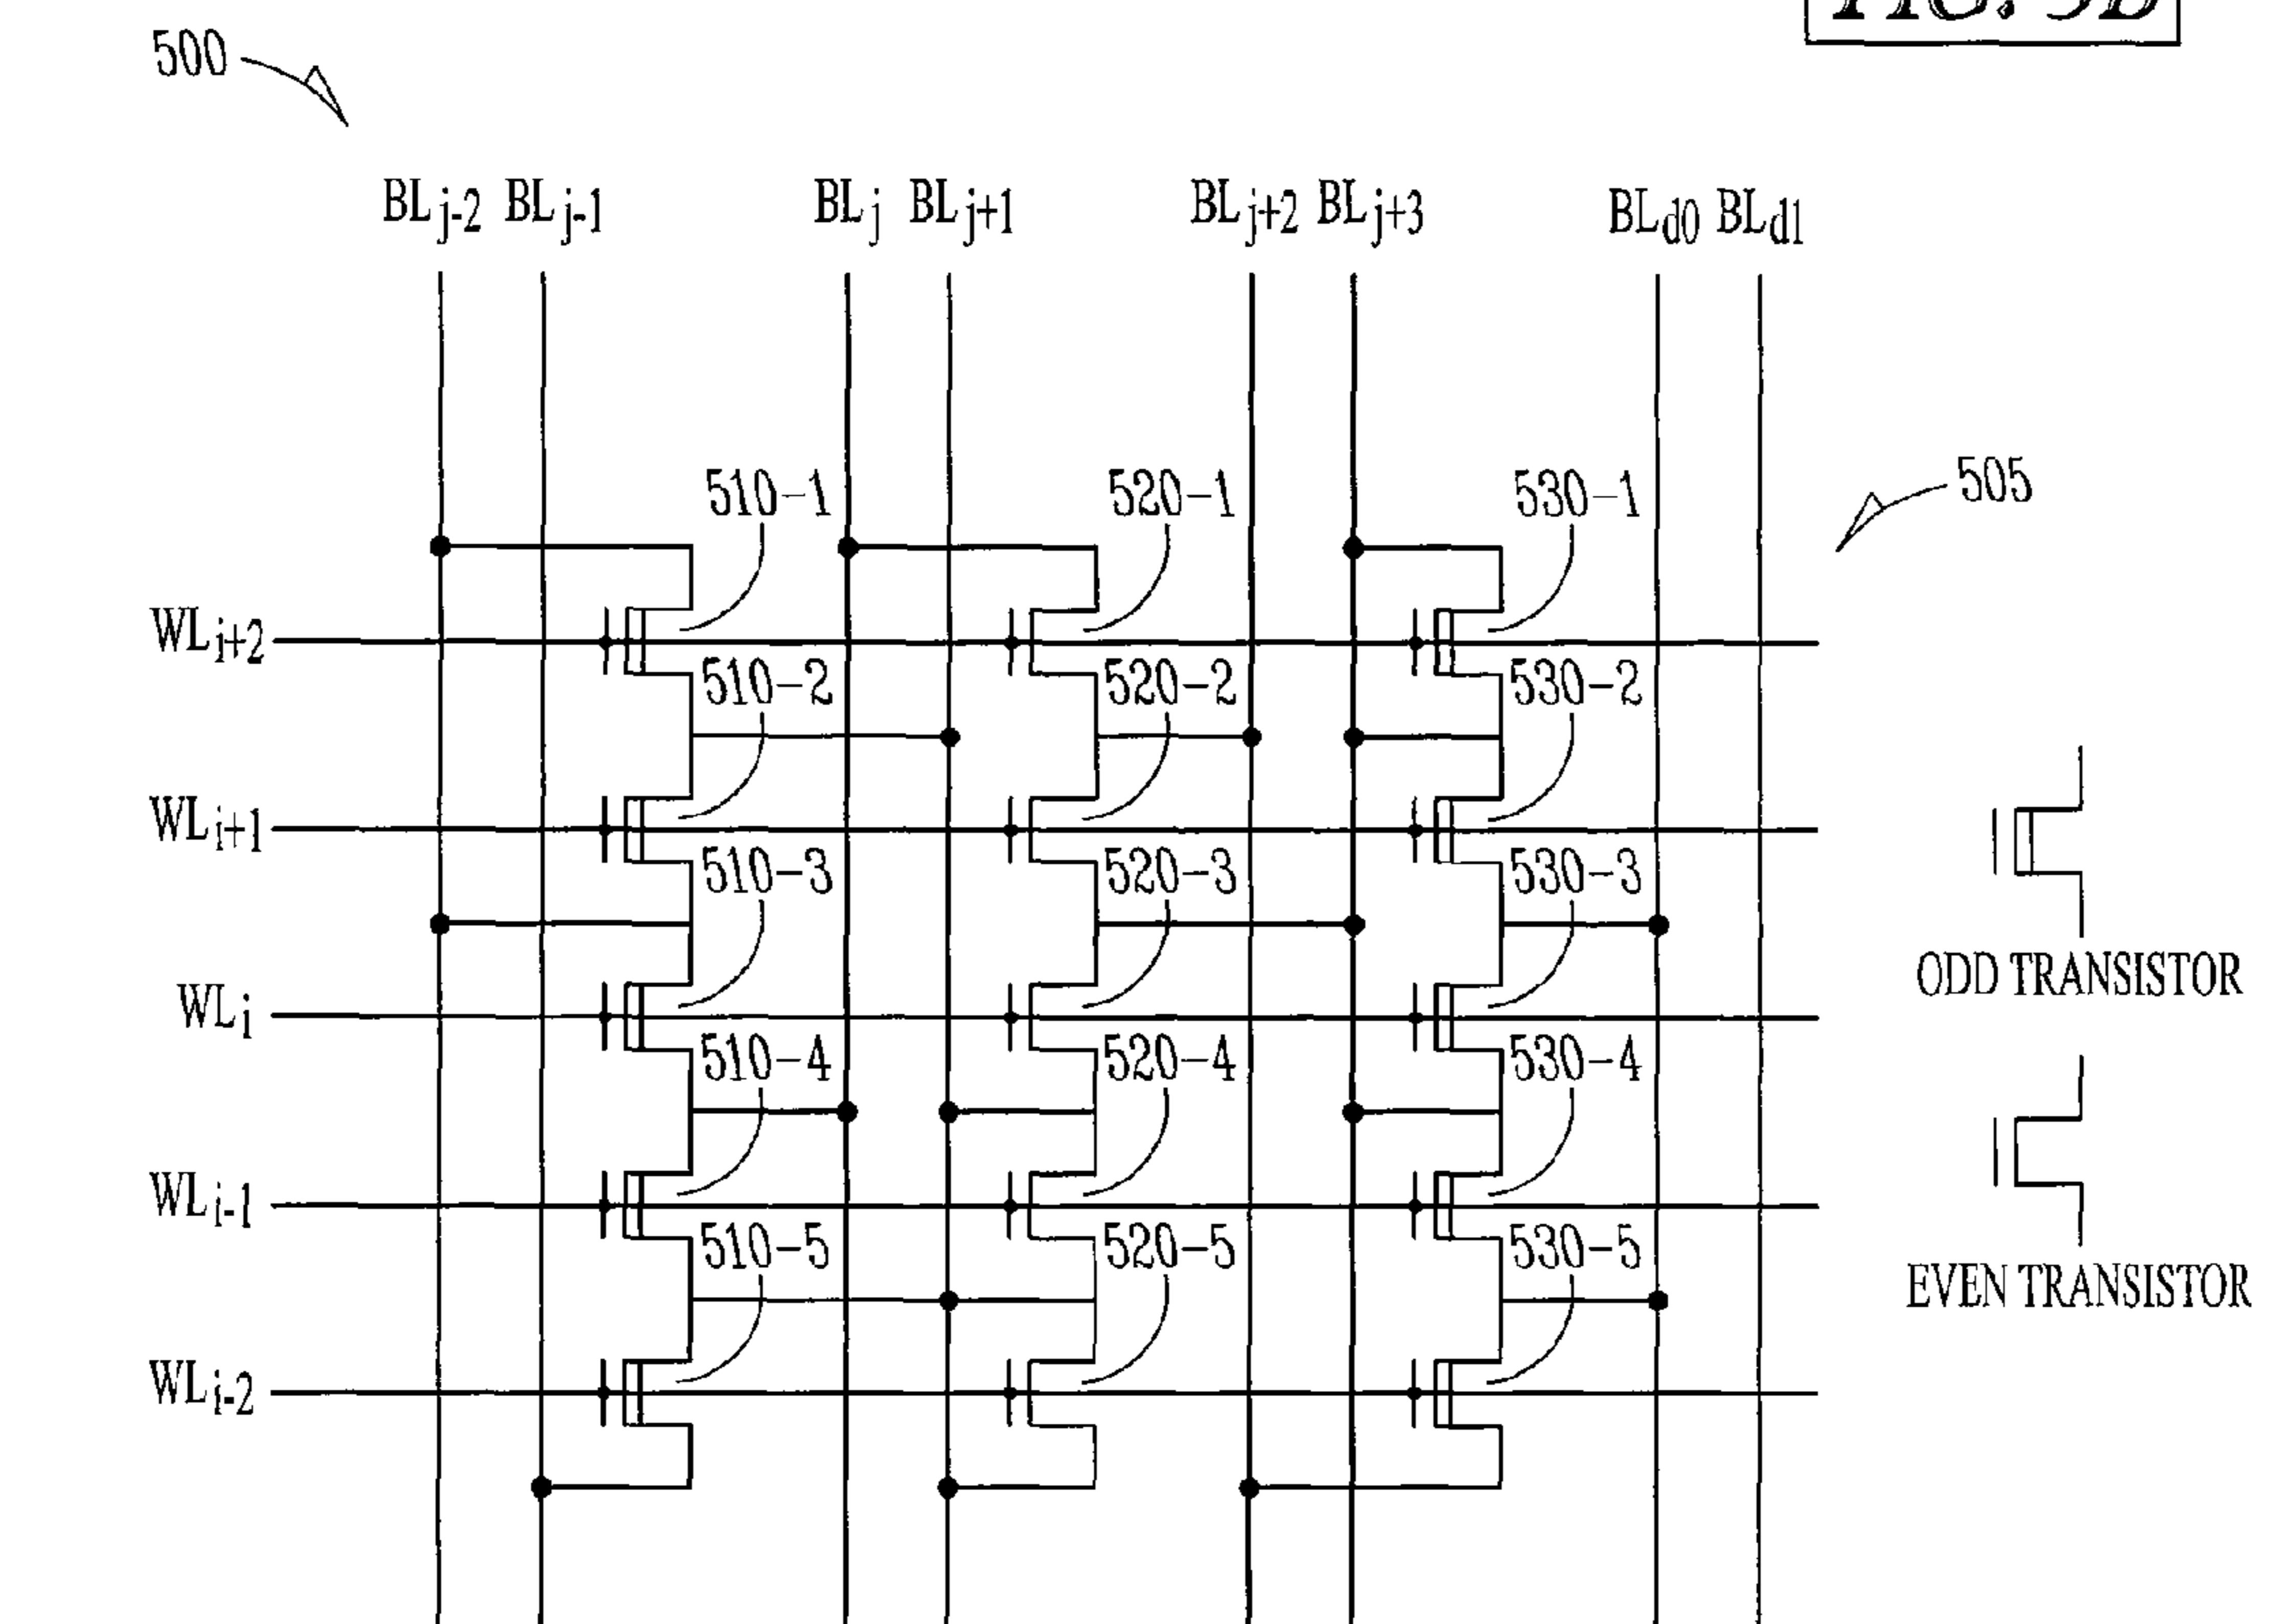 500
BLj-2 BLj-1 BLj BLj+1 BLj+2 BLj+3 BLd0 BLd1
505
510-1 520-1 530-1
WLi+2
510-2 520-2 530-2
WLi+1
510-3 520-3 530-3
ODD TRANSISTOR
WLi
510-4 520-4 530-4
WLi-1
510-5 520-5 530-5
EVEN TRANSISTOR
WLi-2